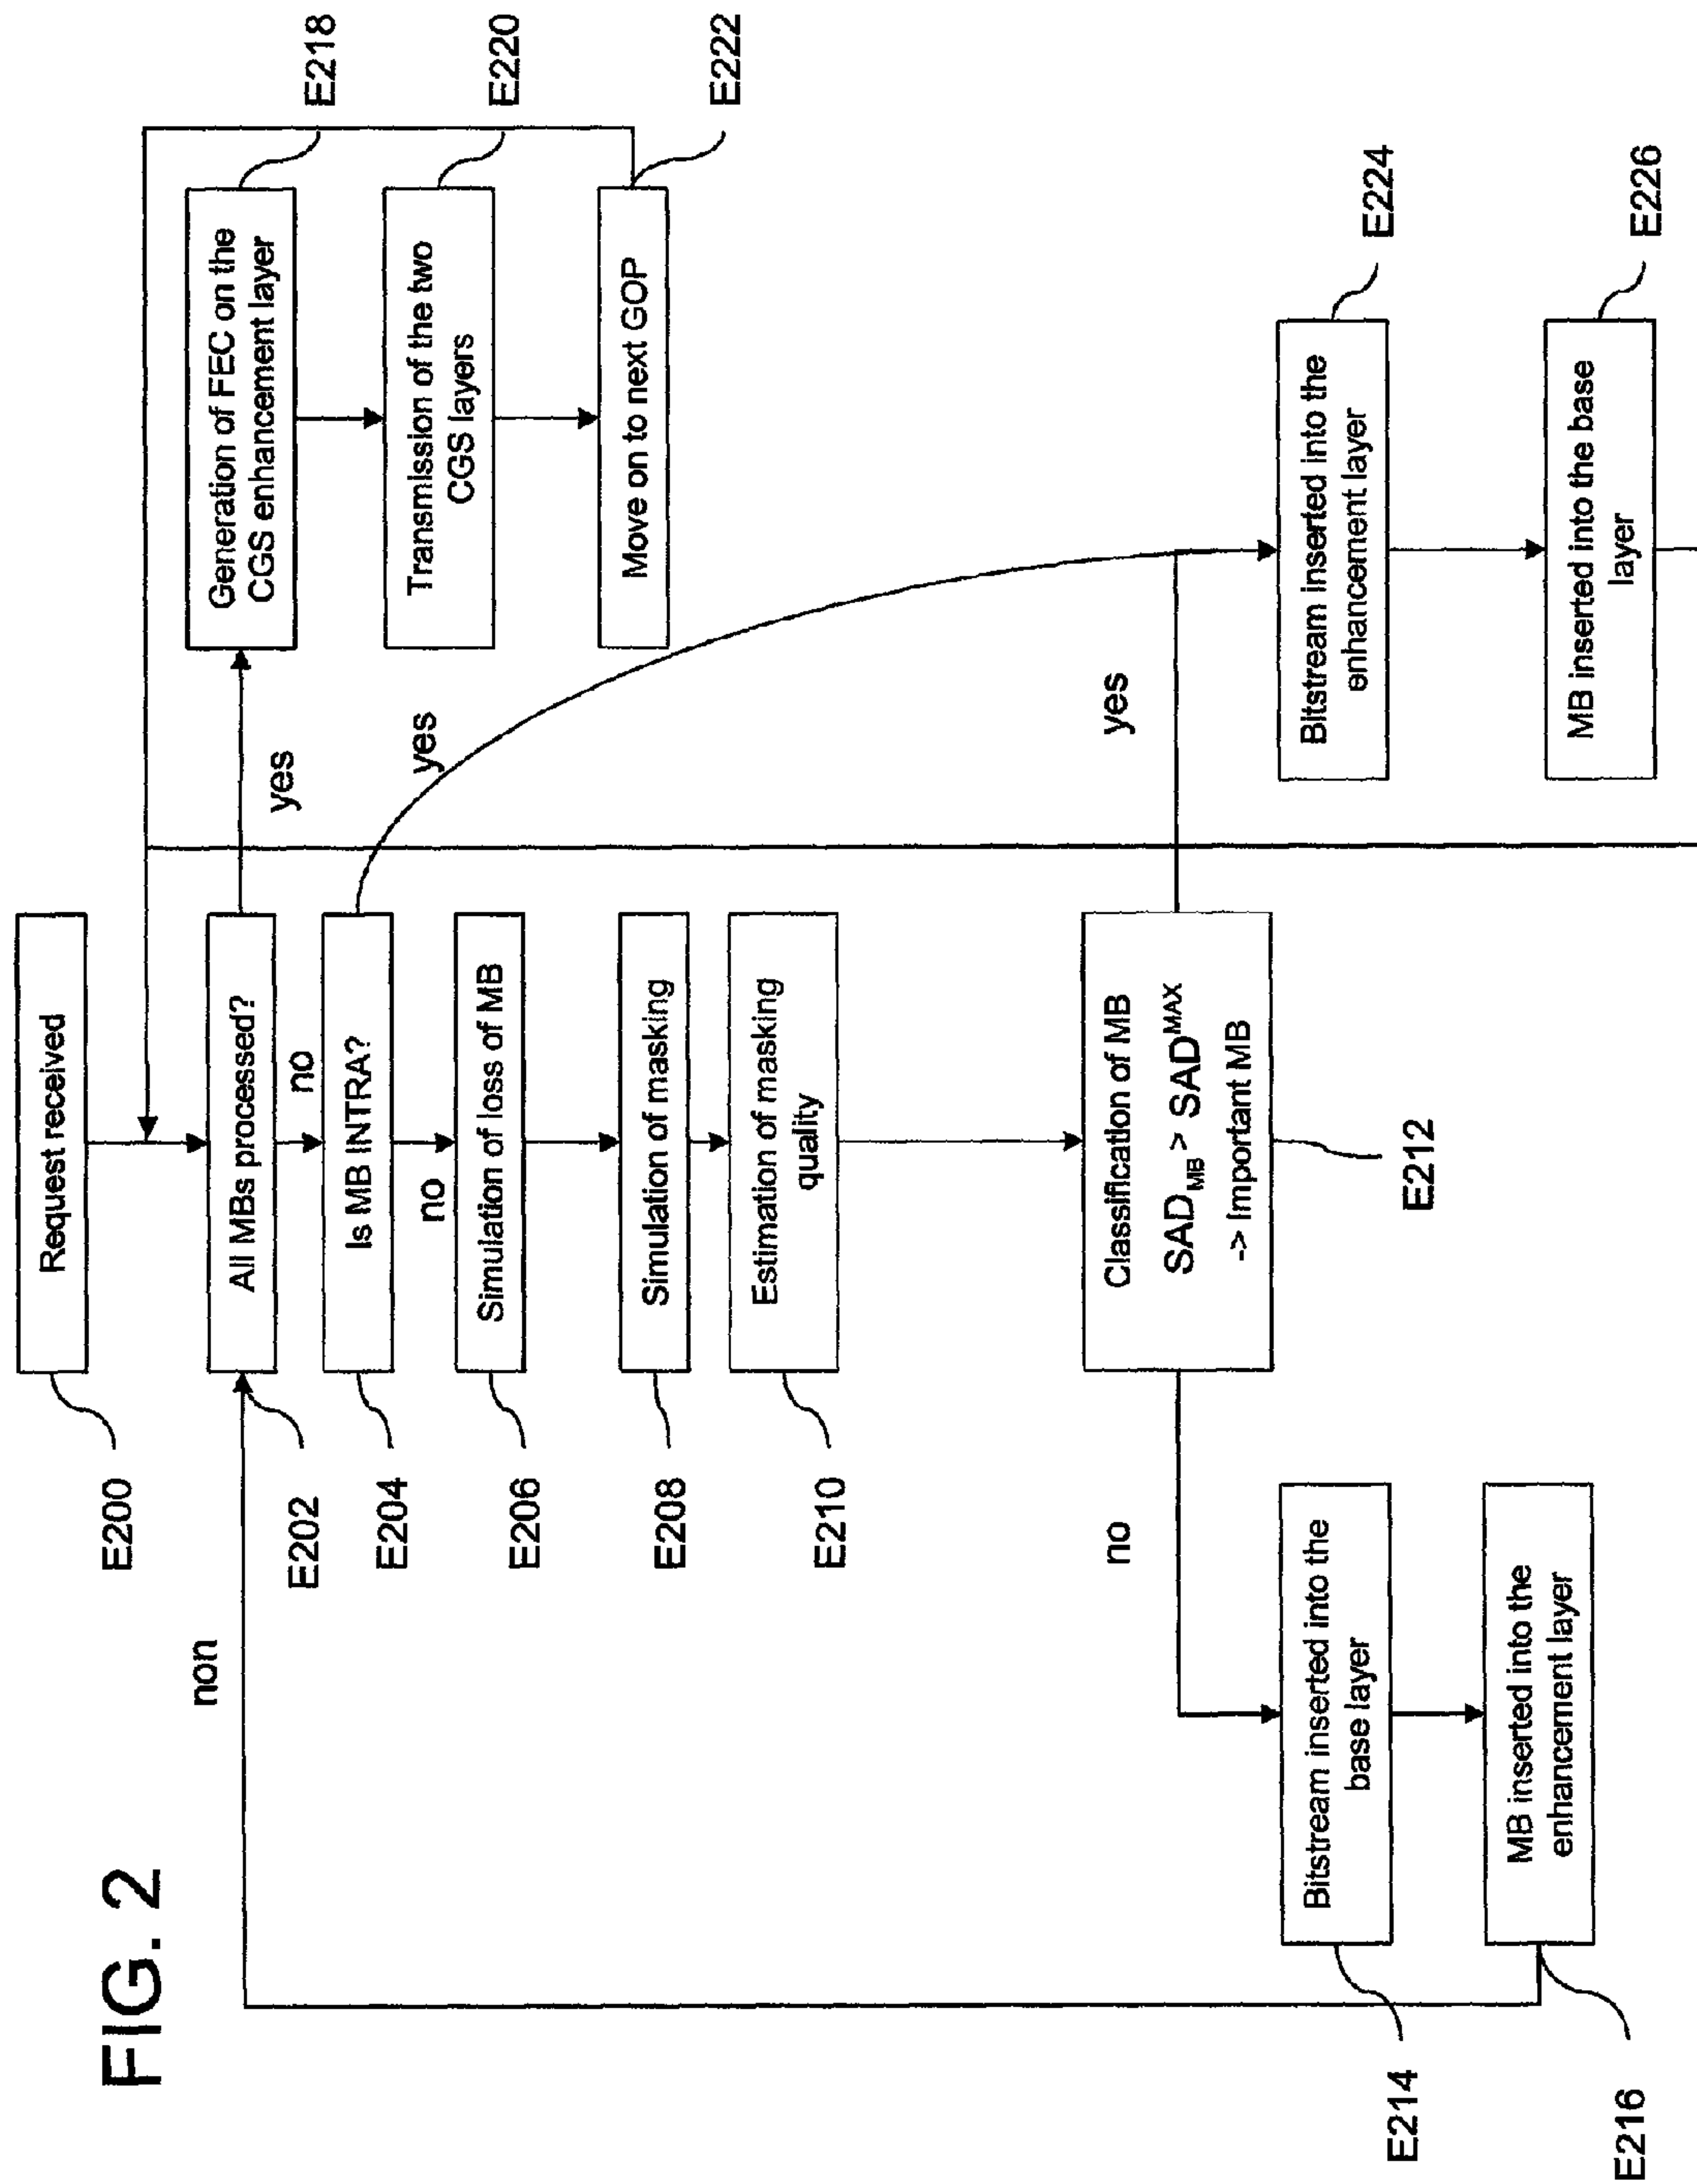 FIG. 2
E200
Request received
E202
All MBs processed?
non
yes
no
E204
Is MB INTRA?
yes
no
E206
Simulation of loss of MB
E208
Simulation of masking
E210
Estimation of masking
quality
E212
Classification of MB
SAD_MB > SAD^MAX
-> Important MB
no
yes
E214
Bitstream inserted into the
base layer
E216
MB inserted into the
enhancement layer
E218
Generation of FEC on the
CGS enhancement layer
E220
Transmission of the two
CGS layers
E222
Move on to next GOP
E224
Bitstream inserted into the
enhancement layer
E226
MB inserted into the base
layer